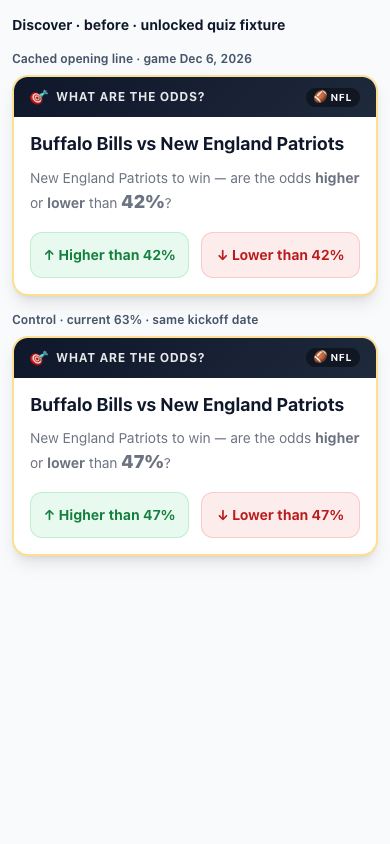 Discover · before · unlocked quiz fixture
Cached opening line · game Dec 6, 2026
🎯 WHAT ARE THE ODDS? 🏈 NFL
Buffalo Bills vs New England Patriots
New England Patriots to win — are the odds higher
or lower than 42%?
↑ Higher than 42% ↓ Lower than 42%
Control · current 63% · same kickoff date
🎯 WHAT ARE THE ODDS? 🏈 NFL
Buffalo Bills vs New England Patriots
New England Patriots to win — are the odds higher
or lower than 47%?
↑ Higher than 47% ↓ Lower than 47%